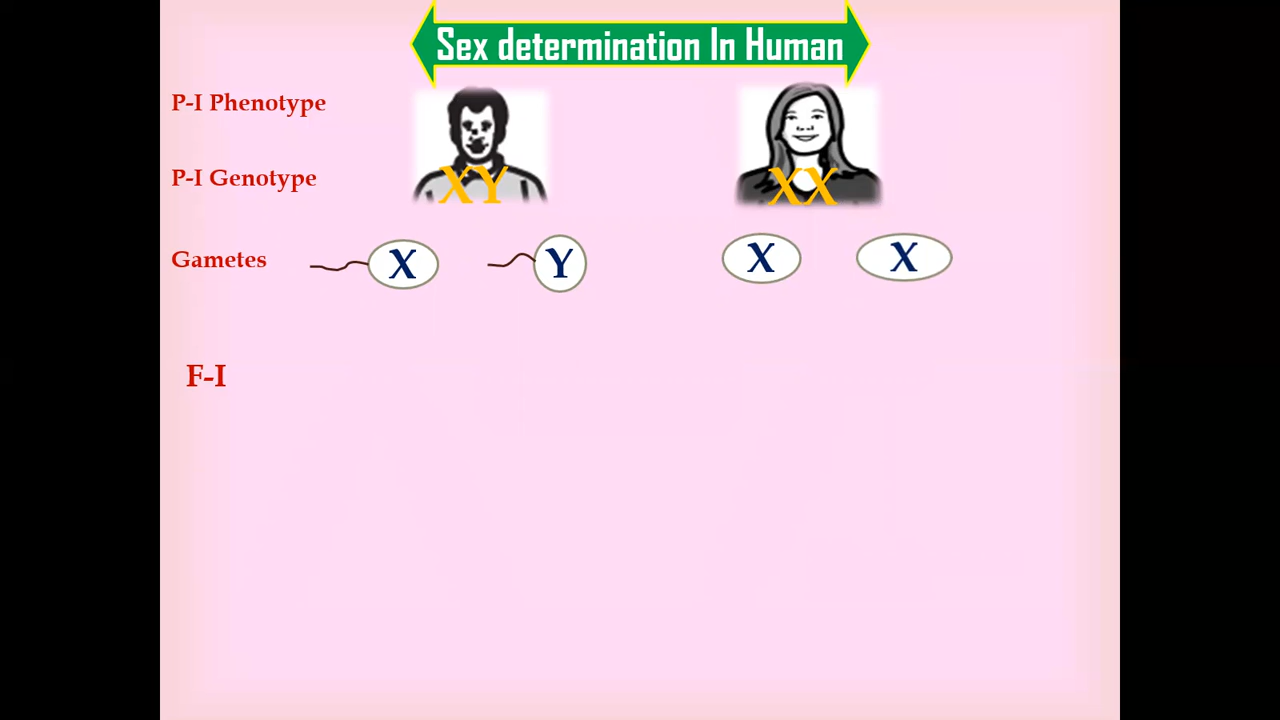 Sex determination In Human
P-I Phenotype
P-I Genotype XY XX
Gametes X Y X X
F-I